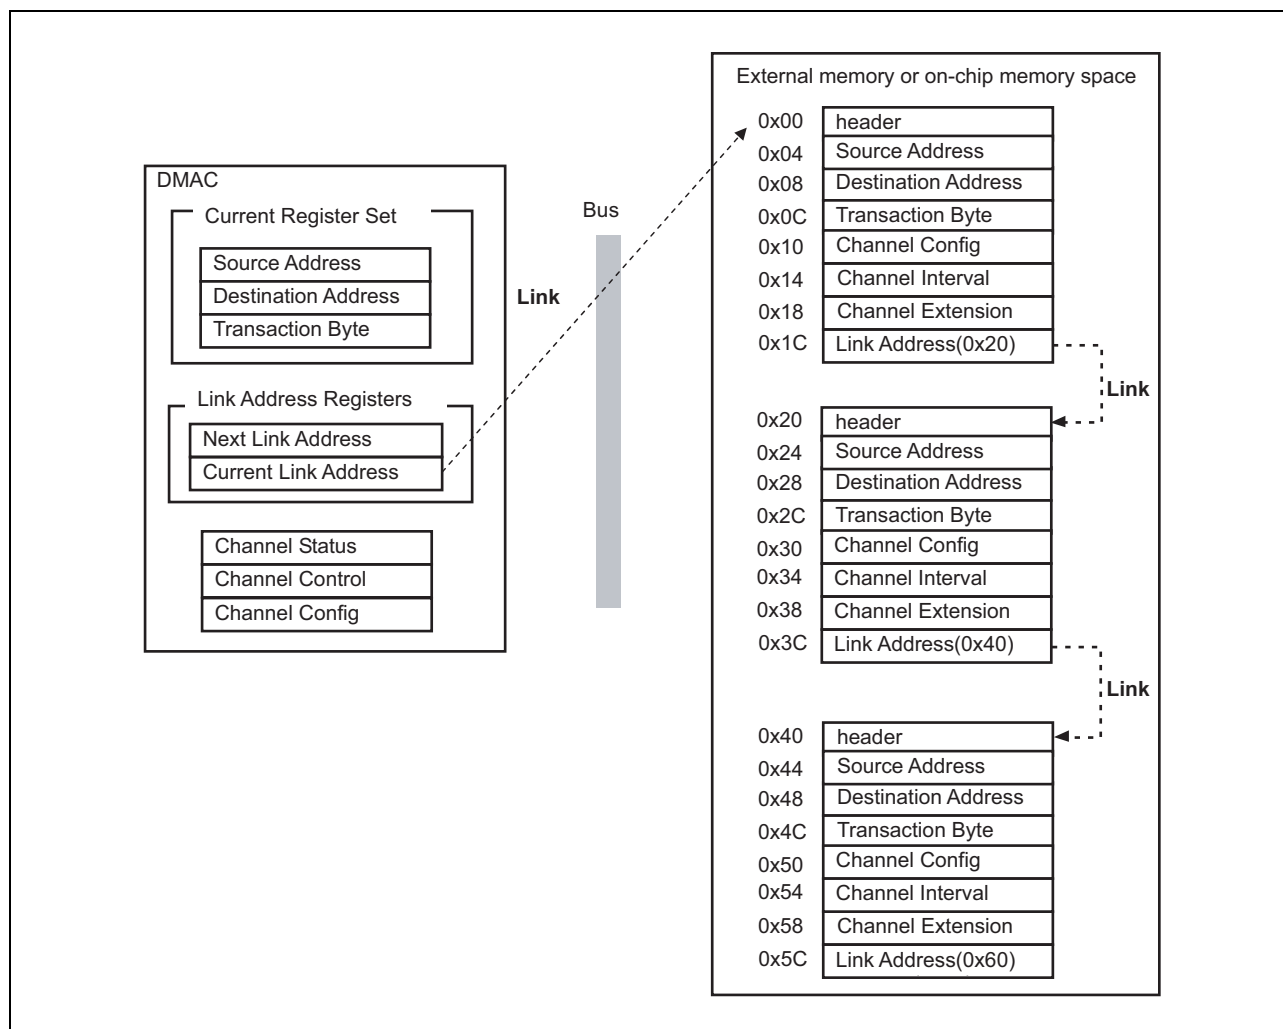 DMAC
Current Register Set
Source Address
Destination Address
Transaction Byte
Link Address Registers
Next Link Address
Current Link Address
Channel Status
Channel Control
Channel Config
Link
Bus
External memory or on-chip memory space
0x00 header
0x04 Source Address
0x08 Destination Address
0x0C Transaction Byte
0x10 Channel Config
0x14 Channel Interval
0x18 Channel Extension
0x1C Link Address(0x20)
Link
0x20 header
0x24 Source Address
0x28 Destination Address
0x2C Transaction Byte
0x30 Channel Config
0x34 Channel Interval
0x38 Channel Extension
0x3C Link Address(0x40)
Link
0x40 header
0x44 Source Address
0x48 Destination Address
0x4C Transaction Byte
0x50 Channel Config
0x54 Channel Interval
0x58 Channel Extension
0x5C Link Address(0x60)